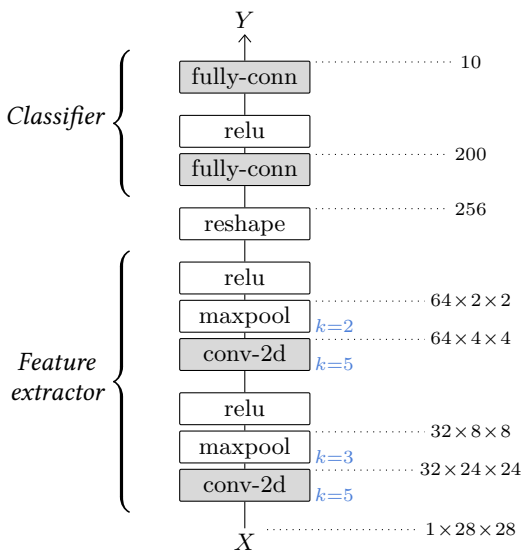 Y
10
fully-conn
Classifier
relu
200
fully-conn
256
reshape
relu
64×2×2
maxpool
k=2
64×4×4
conv-2d
k=5
Feature
extractor
relu
32×8×8
maxpool
k=3
32×24×24
conv-2d
k=5
X
1×28×28